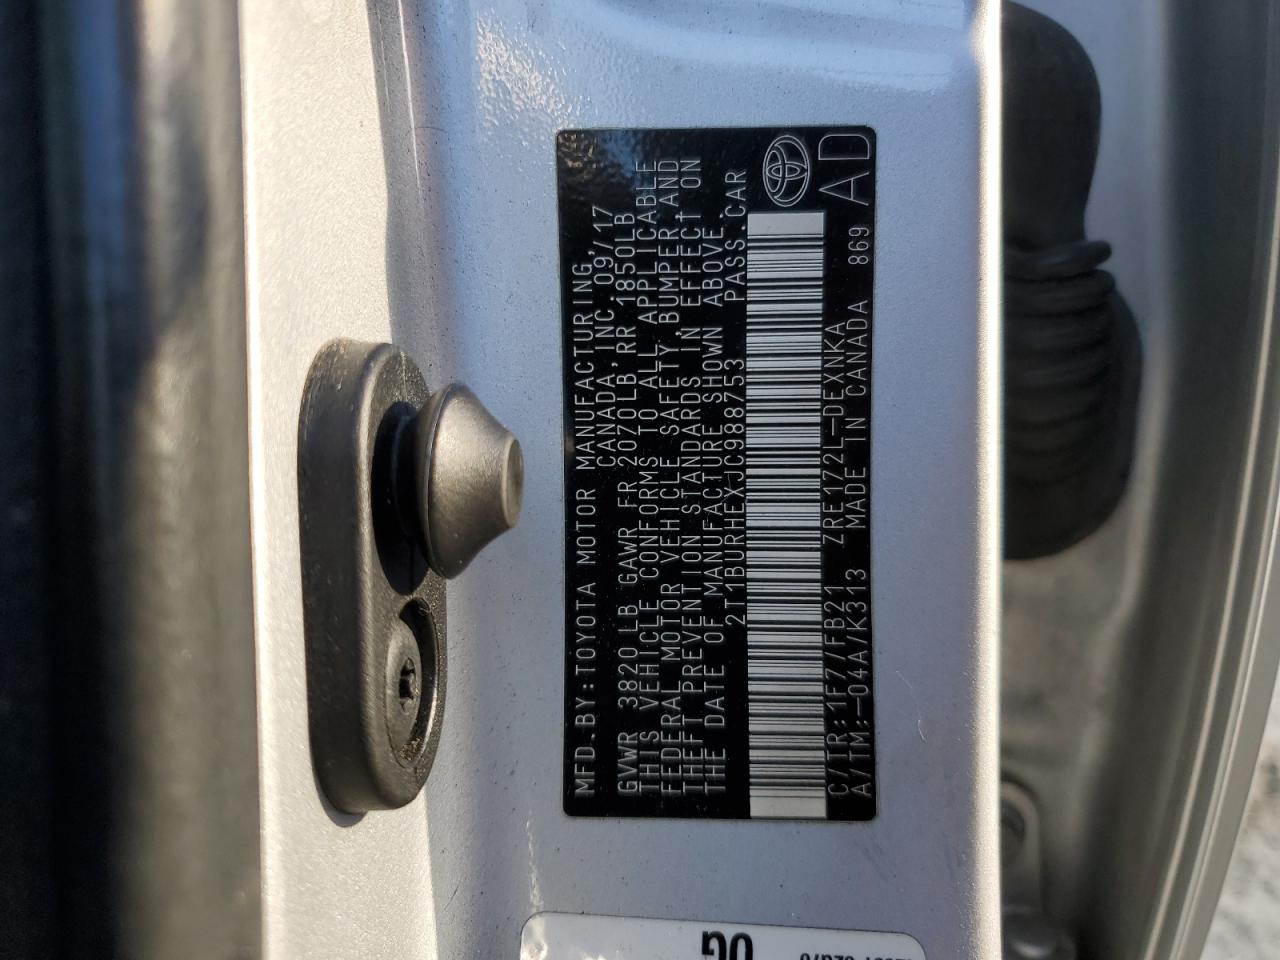 MFD.BY:TOYOTA MOTOR MANUFACTURING,
CANADA,INC.09/17
GVWR 3820 LB GAWR FR 2070LB,RR 1850LB
THIS VEHICLE CONFORMS TO ALL APPLICABLE
FEDERAL MOTOR VEHICLE SAFETY,BUMPER,AND
THEFT PREVENTION STANDARDS IN EFFECT ON
THE DATE OF MANUFACTURE SHOWN ABOVE.
2T1BURHEXJC988753 PASS.CAR
C/TR:1F7/FB21 ZRE172L-DEXNKA
A/TM:-04A/K313 MADE IN CANADA 869
AD